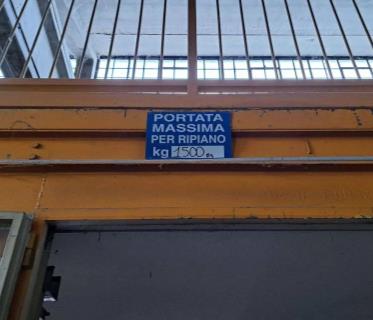 PORTATA
MASSIMA
PER RIPIANO
kg 1500